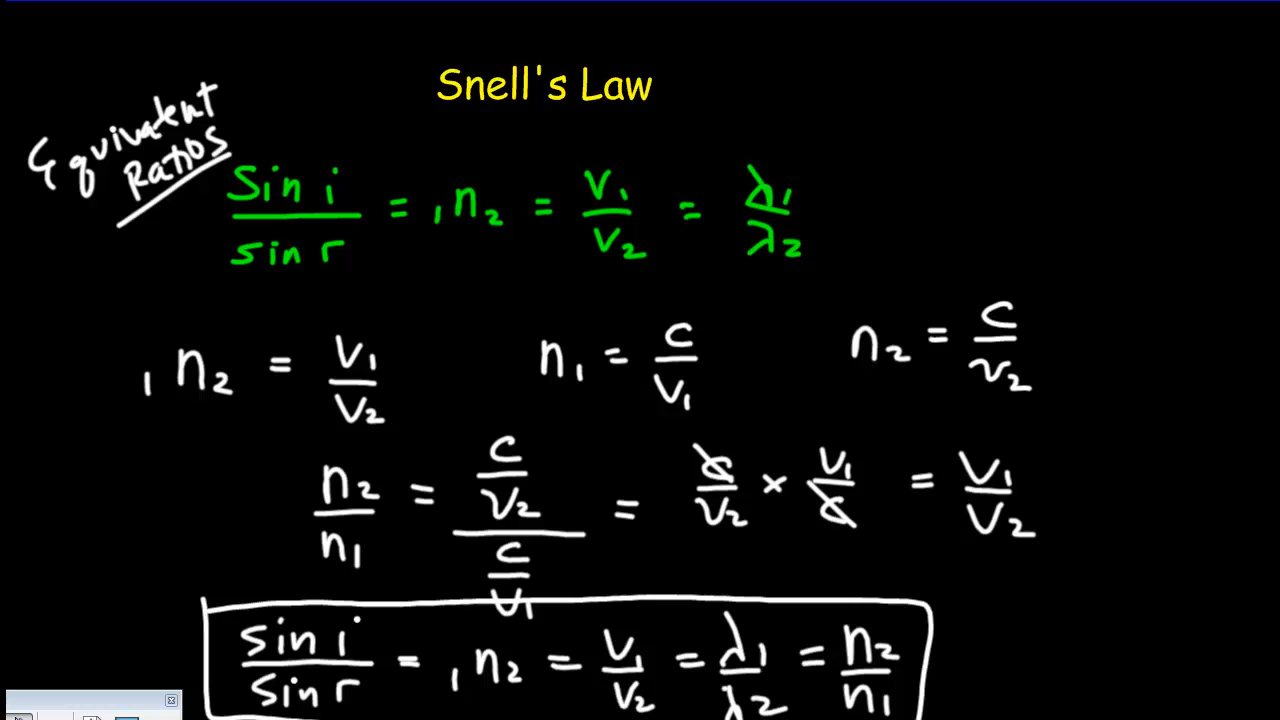 Snell's Law
Equivalent
Ratios
sin i / sin r = ₁n₂ = v₁ / v₂ = λ₁ / λ₂
₁n₂ = v₁ / v₂   n₁ = c / v₁   n₂ = c / v₂
n₂ / n₁ = (c / v₂) / (c / v₁) = c / v₂ × v₁ / c = v₁ / v₂
sin i / sin r = ₁n₂ = v₁ / v₂ = λ₁ / λ₂ = n₂ / n₁